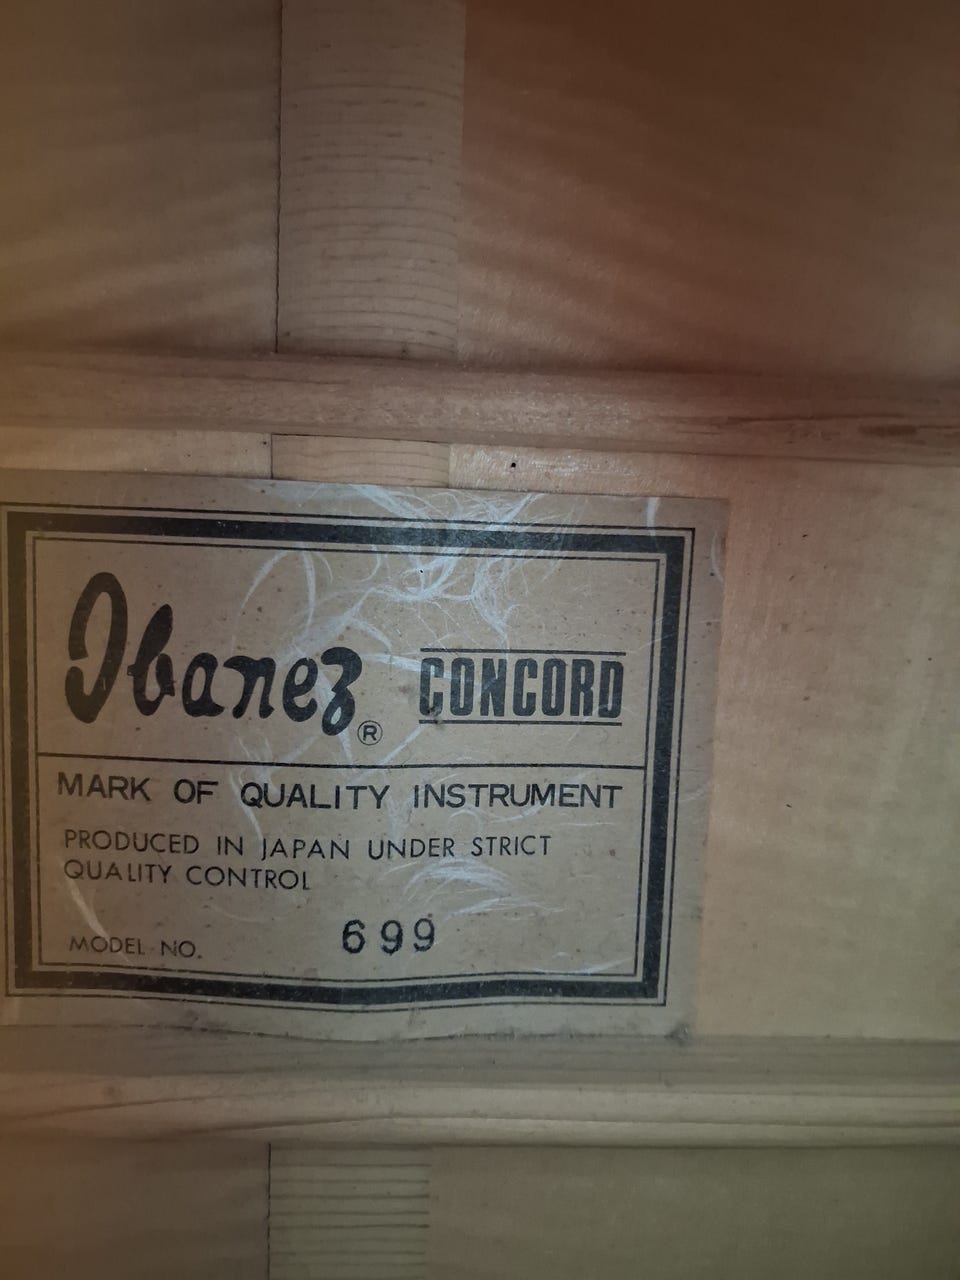 Ibanez® CONCORD
MARK OF QUALITY INSTRUMENT
PRODUCED IN JAPAN UNDER STRICT
QUALITY CONTROL
MODEL NO. 699